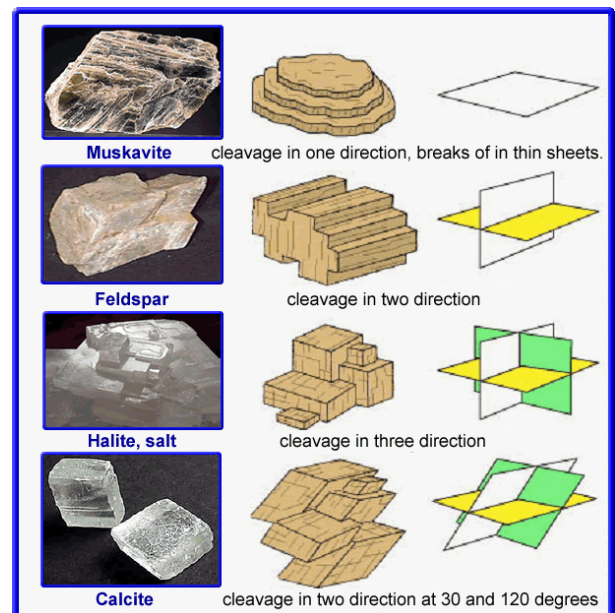 Muskavite cleavage in one direction, breaks of in thin sheets.
Feldspar cleavage in two direction
Halite, salt cleavage in three direction
Calcite cleavage in two direction at 30 and 120 degrees